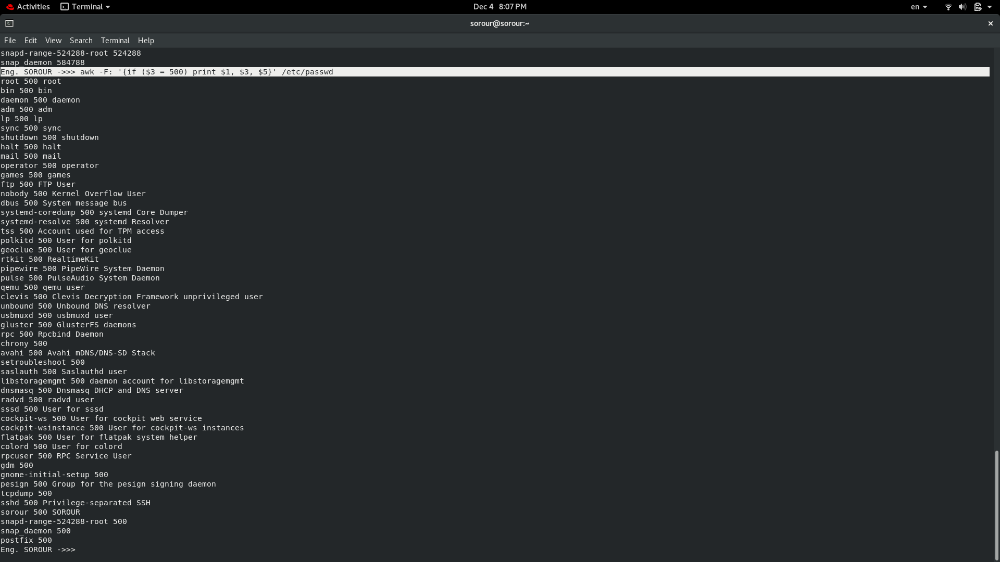 Activities Terminal Dec 4 8:07 PM en
sorour@sorour:~
File Edit View Search Terminal Help
snapd-range-524288-root 524288
snap_daemon 584788
Eng. SOROUR ->>> awk -F: '{if ($3 = 500) print $1, $3, $5}' /etc/passwd
root 500 root
bin 500 bin
daemon 500 daemon
adm 500 adm
lp 500 lp
sync 500 sync
shutdown 500 shutdown
halt 500 halt
mail 500 mail
operator 500 operator
games 500 games
ftp 500 FTP User
nobody 500 Kernel Overflow User
dbus 500 System message bus
systemd-coredump 500 systemd Core Dumper
systemd-resolve 500 systemd Resolver
tss 500 Account used for TPM access
polkitd 500 User for polkitd
geoclue 500 User for geoclue
rtkit 500 RealtimeKit
pipewire 500 PipeWire System Daemon
pulse 500 PulseAudio System Daemon
qemu 500 qemu user
clevis 500 Clevis Decryption Framework unprivileged user
unbound 500 Unbound DNS resolver
usbmuxd 500 usbmuxd user
gluster 500 GlusterFS daemons
rpc 500 Rpcbind Daemon
chrony 500
avahi 500 Avahi mDNS/DNS-SD Stack
setroubleshoot 500
saslauth 500 Saslauthd user
libstoragemgmt 500 daemon account for libstoragemgmt
dnsmasq 500 Dnsmasq DHCP and DNS server
radvd 500 radvd user
sssd 500 User for sssd
cockpit-ws 500 User for cockpit web service
cockpit-wsinstance 500 User for cockpit-ws instances
flatpak 500 User for flatpak system helper
colord 500 User for colord
rpcuser 500 RPC Service User
gdm 500
gnome-initial-setup 500
pesign 500 Group for the pesign signing daemon
tcpdump 500
sshd 500 Privilege-separated SSH
sorour 500 SOROUR
snapd-range-524288-root 500
snap_daemon 500
postfix 500
Eng. SOROUR ->>>